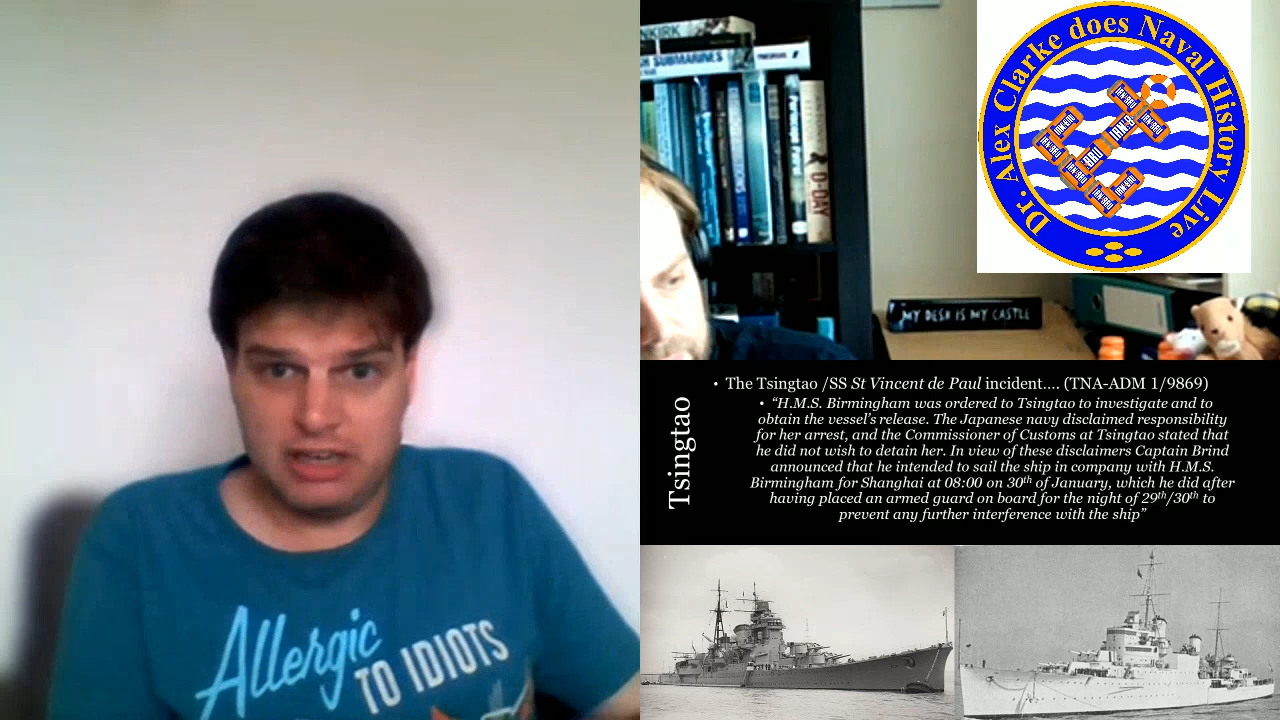 Allergic
TO IDIOTS
NKIRK
SUBMARINES
D-DAY
MY DESK IS MY CASTLE
Dr. Alex Clarke does Naval History Live
Tsingtao
• The Tsingtao /SS St Vincent de Paul incident.... (TNA-ADM 1/9869)
• “H.M.S. Birmingham was ordered to Tsingtao to investigate and to
obtain the vessel’s release. The Japanese navy disclaimed responsibility
for her arrest, and the Commissioner of Customs at Tsingtao stated that
he did not wish to detain her. In view of these disclaimers Captain Brind
announced that he intended to sail the ship in company with H.M.S.
Birmingham for Shanghai at 08:00 on 30th of January, which he did after
having placed an armed guard on board for the night of 29th/30th to
prevent any further interference with the ship”